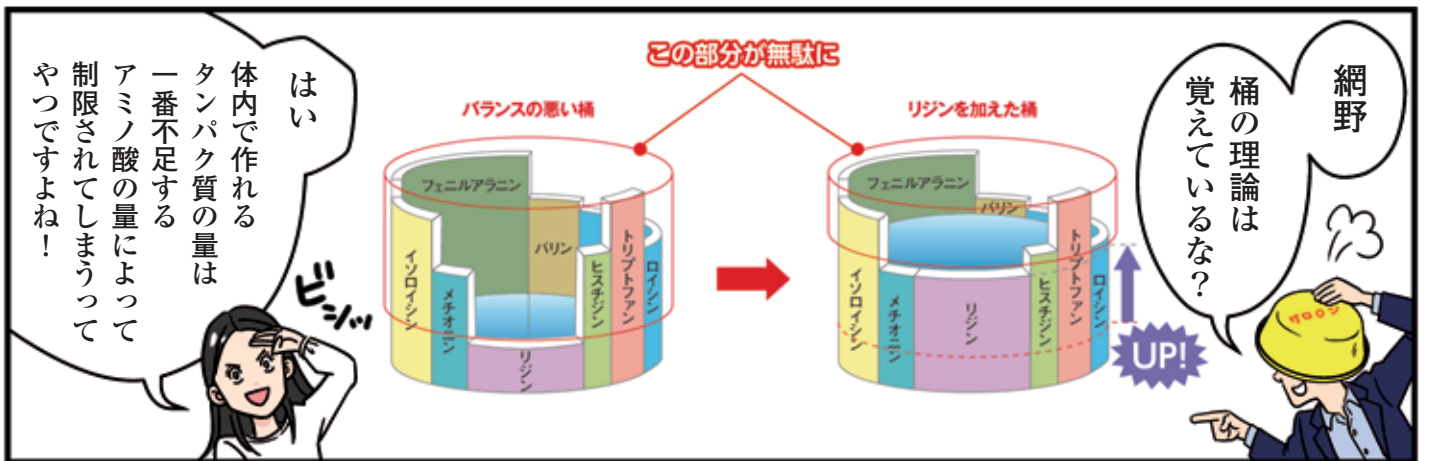 網野
桶の理論は
覚えているな？
ケロロン
この部分が無駄に
リジンを加えた桶
フェニルアラニン
バリン
イソロイシン
メチオニン
リジン
ヒスチジン
トリプトファン
ロイシン
UP!
バランスの悪い桶
フェニルアラニン
バリン
イソロイシン
メチオニン
リジン
ヒスチジン
トリプトファン
ロイシン
はい
体内で作れる
タンパク質の量は
一番不足する
アミノ酸の量によって
制限されてしまうって
やつですよね！
ビシッ